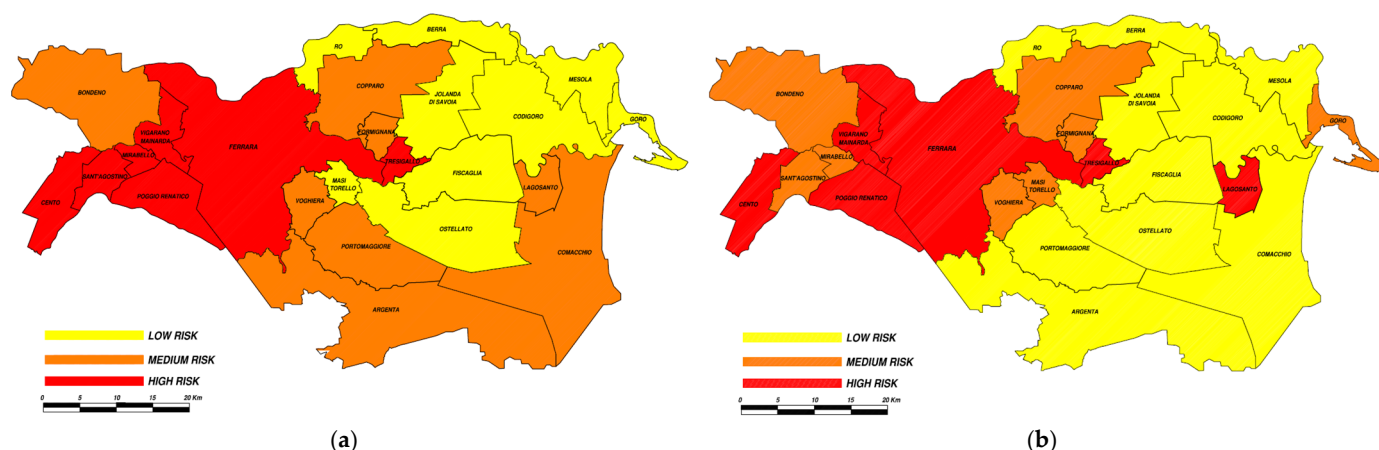 BERRA
RO
MESOLA
COPPARO
BONDENO
JOLANDA
DI SAVOIA
CODIGORO
GORO
FORMIGNANA
VIGARANO
MAINARDA
FERRARA
MIRABELLO
TRESIGALLO
SANT'AGOSTINO
MASI
TORELLO
FISCAGLIA
LAGOSANTO
POGGIO RENATICO
CENTO
VOGHIERA
OSTELLATO
PORTOMAGGIORE
COMACCHIO
ARGENTA
LOW RISK
MEDIUM RISK
HIGH RISK
0 5 10 15 20 Km
(a)
BERRA
RO
MESOLA
COPPARO
BONDENO
JOLANDA
DI SAVOIA
CODIGORO
GORO
FORMIGNANA
VIGARANO
MAINARDA
FERRARA
MIRABELLO
TRESIGALLO
SANT'AGOSTINO
MASI
TORELLO
FISCAGLIA
LAGOSANTO
POGGIO RENATICO
CENTO
VOGHIERA
OSTELLATO
PORTOMAGGIORE
COMACCHIO
ARGENTA
LOW RISK
MEDIUM RISK
HIGH RISK
0 5 10 15 20 Km
(b)